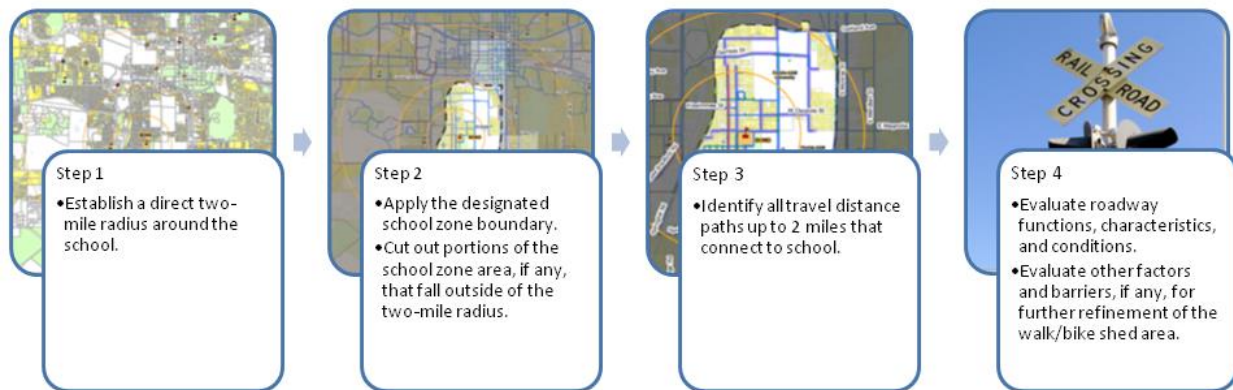 Step 1
•Establish a direct two-
mile radius around the
school.
Step 2
•Apply the designated
school zone boundary.
•Cut out portions of the
school zone area, if any,
that fall outside of the
two-mile radius.
Step 3
•Identify all travel distance
paths up to 2 miles that
connect to school.
RAIL ROAD
CROSSING
Step 4
•Evaluate roadway
functions, characteristics,
and conditions.
•Evaluate other factors
and barriers, if any, for
further refinement of the
walk/bike shed area.